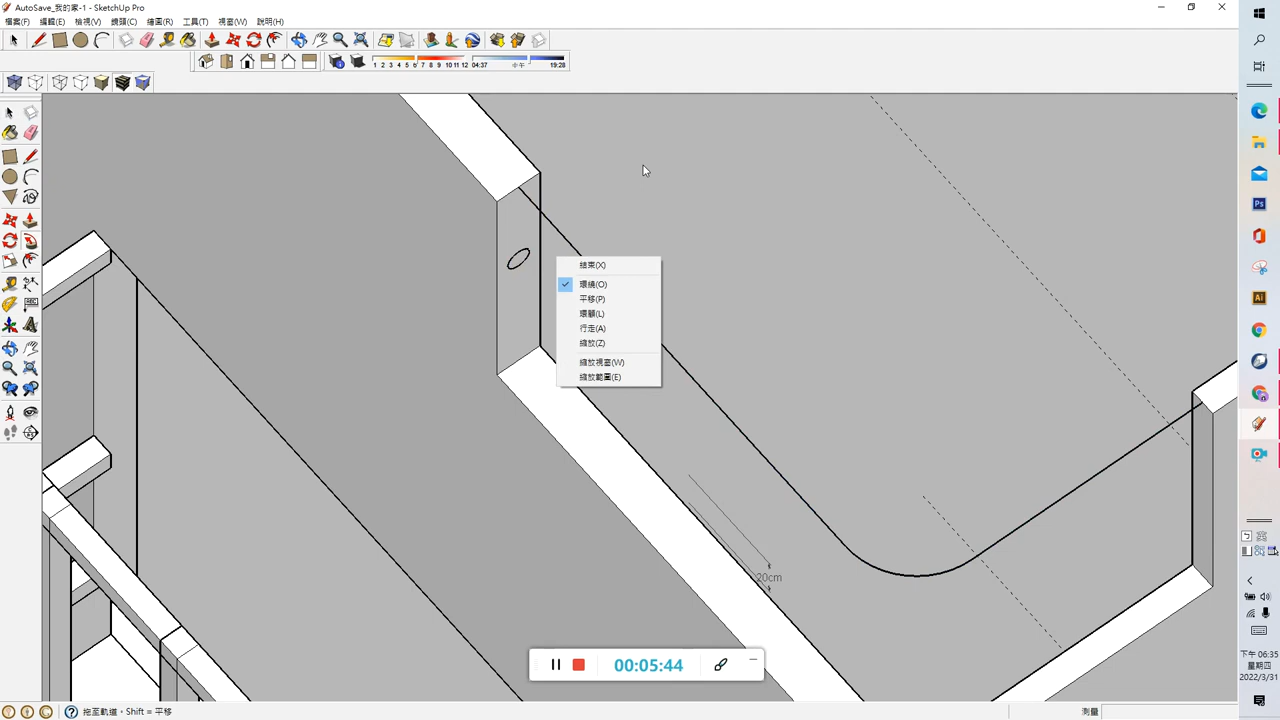 AutoSave_我的家-1 - SketchUp Pro
檔案(F) 編輯(E) 檢視(V) 鏡頭(C) 繪圖(R) 工具(T) 視窗(W) 說明(H)
1 2 3 4 5 6 7 8 9 10 11 12 04:37 中午 19:28
結束(X)
環繞(O)
平移(P)
環顧(L)
行走(A)
縮放(Z)
縮放視窗(W)
縮放範圍(E)
20cm
00:05:44
拖至軌道。Shift = 平移
測量
英
下午 06:35
星期四
2022/3/31